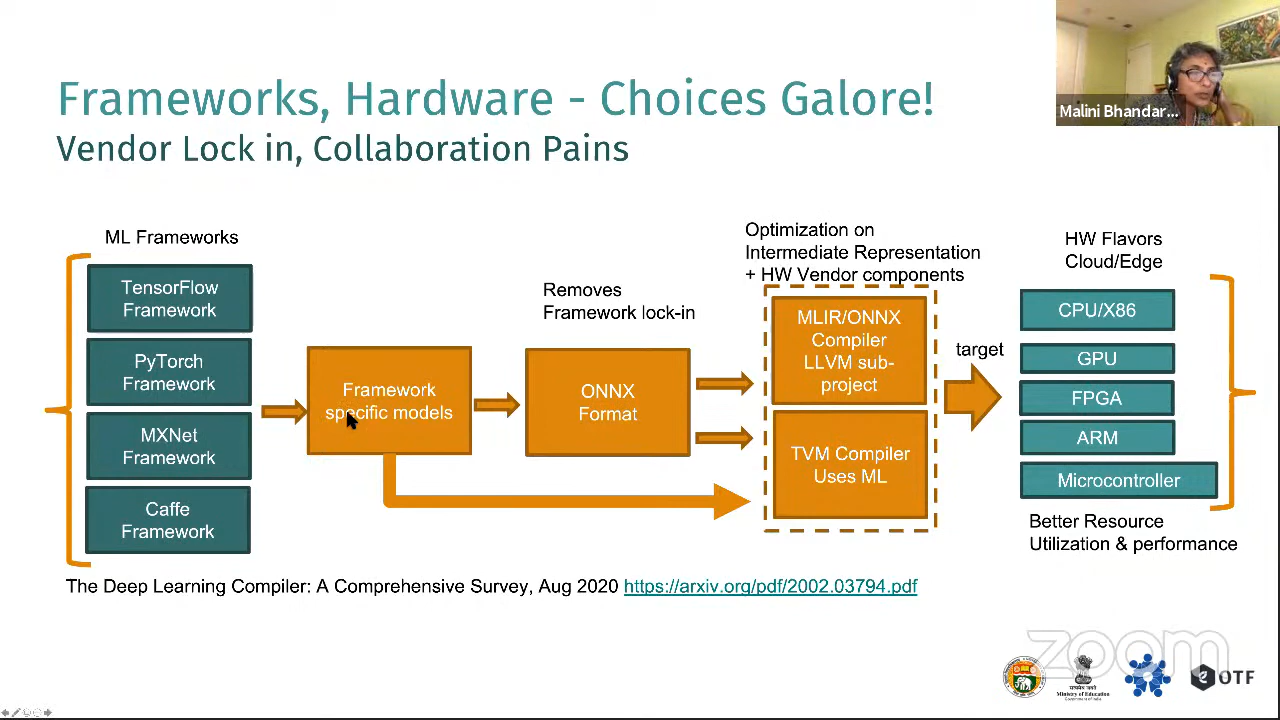 Frameworks, Hardware - Choices Galore!
Vendor Lock in, Collaboration Pains
Malini Bhandar...
ML Frameworks
TensorFlow
Framework
PyTorch
Framework
MXNet
Framework
Caffe
Framework
Framework
specific models
Removes
Framework lock-in
ONNX
Format
Optimization on
Intermediate Representation
+ HW Vendor components
MLIR/ONNX
Compiler
LLVM sub-
project
TVM Compiler
Uses ML
target
HW Flavors
Cloud/Edge
CPU/X86
GPU
FPGA
ARM
Microcontroller
Better Resource
Utilization & performance
The Deep Learning Compiler: A Comprehensive Survey, Aug 2020 https://arxiv.org/pdf/2002.03794.pdf
zoom
Ministry of Education
OTF